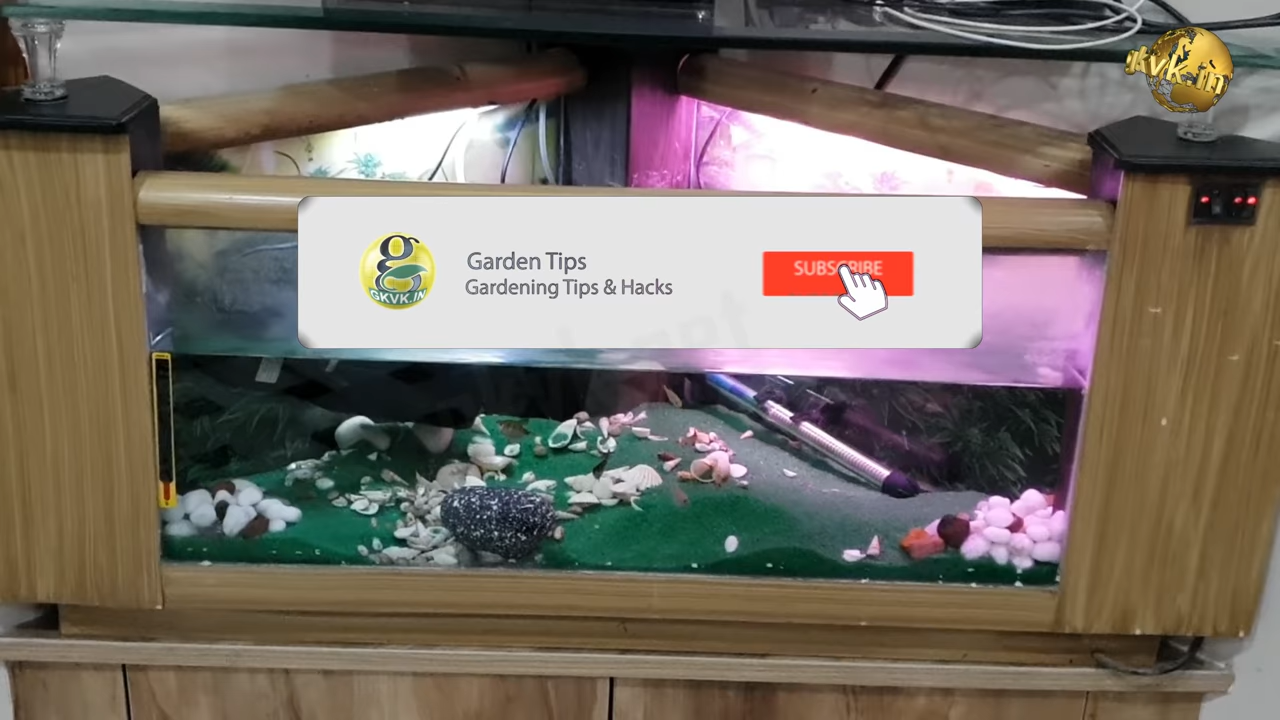 gkvk.in
g
GKVK.IN
Garden Tips
Gardening Tips & Hacks
SUBSCRIBE